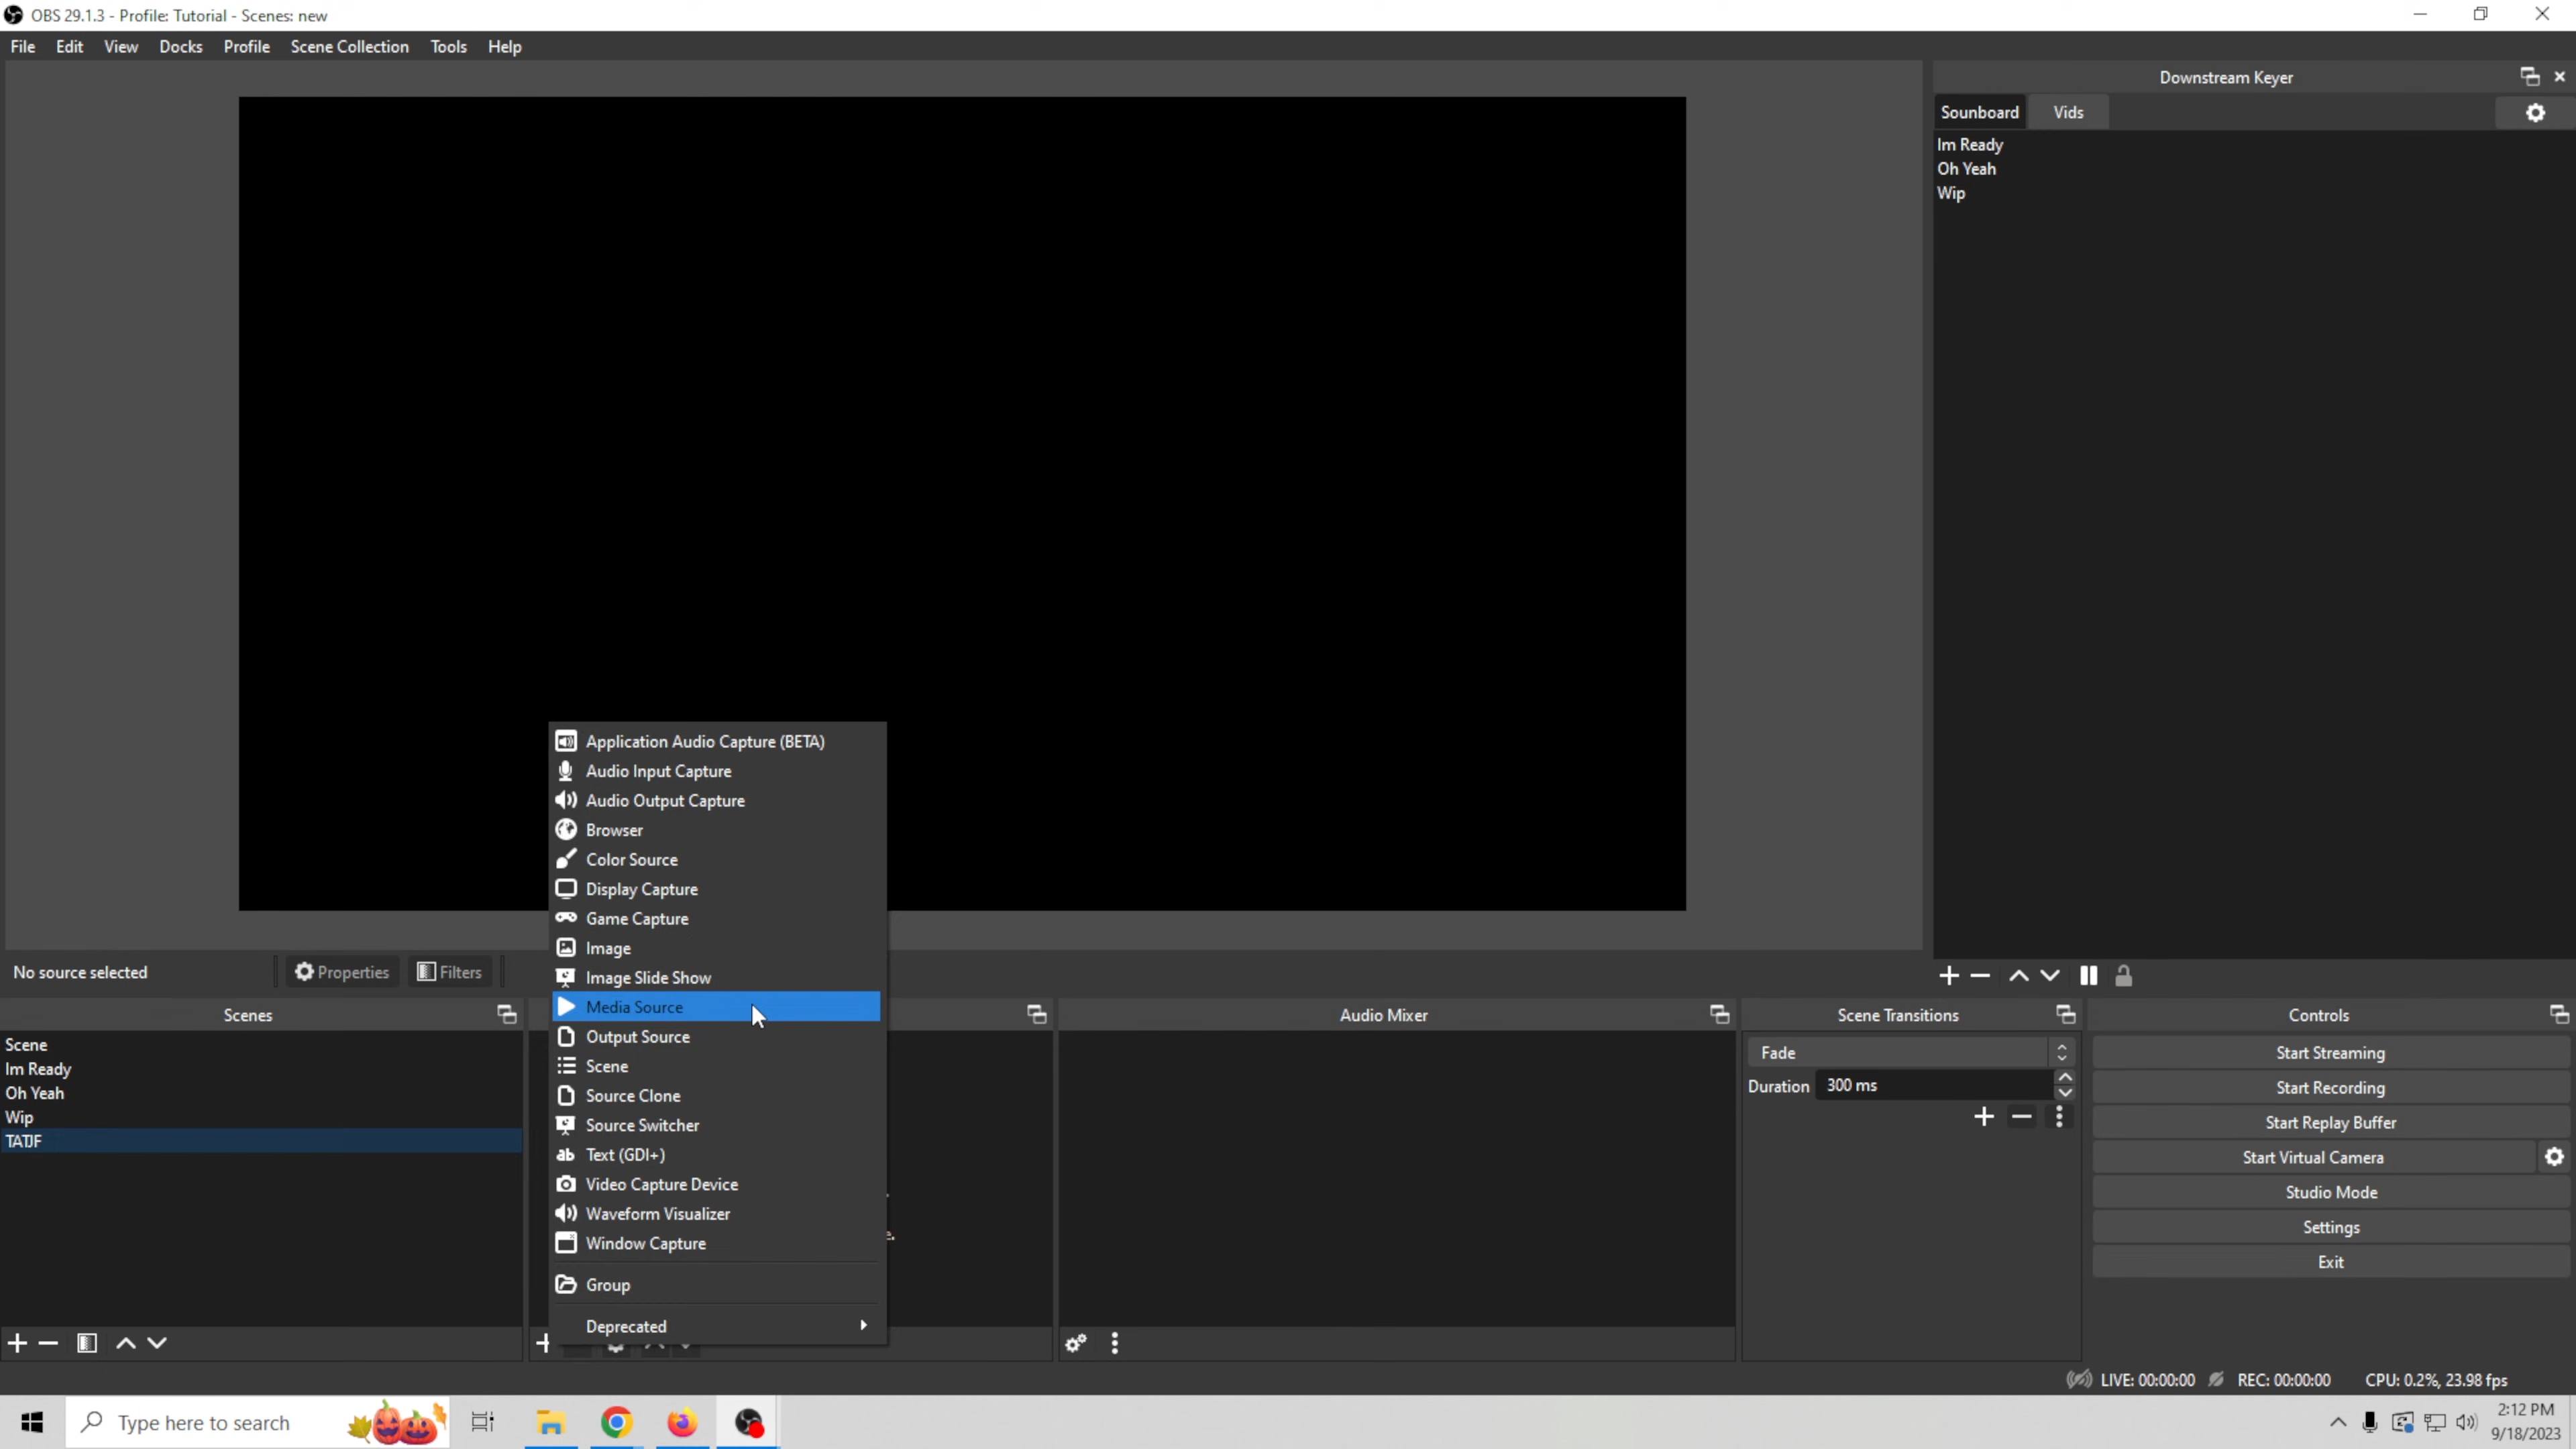 OBS 29.1.3 - Profile: Tutorial - Scenes: new
File Edit View Docks Profile Scene Collection Tools Help
Downstream Keyer
Sounboard Vids
Im Ready
Oh Yeah
Wip
Application Audio Capture (BETA)
Audio Input Capture
Audio Output Capture
Browser
Color Source
Display Capture
Game Capture
Image
Image Slide Show
Media Source
Output Source
Scene
Source Clone
Source Switcher
ab Text (GDI+)
Video Capture Device
Waveform Visualizer
Window Capture
Group
Deprecated
No source selected Properties Filters
Scenes
Scene
Im Ready
Oh Yeah
Wip
TATJF
e.
Audio Mixer
Scene Transitions
Fade
Duration 300 ms
Controls
Start Streaming
Start Recording
Start Replay Buffer
Start Virtual Camera
Studio Mode
Settings
Exit
LIVE: 00:00:00 REC: 00:00:00 CPU: 0.2%, 23.98 fps
Type here to search
2:12 PM
9/18/2023